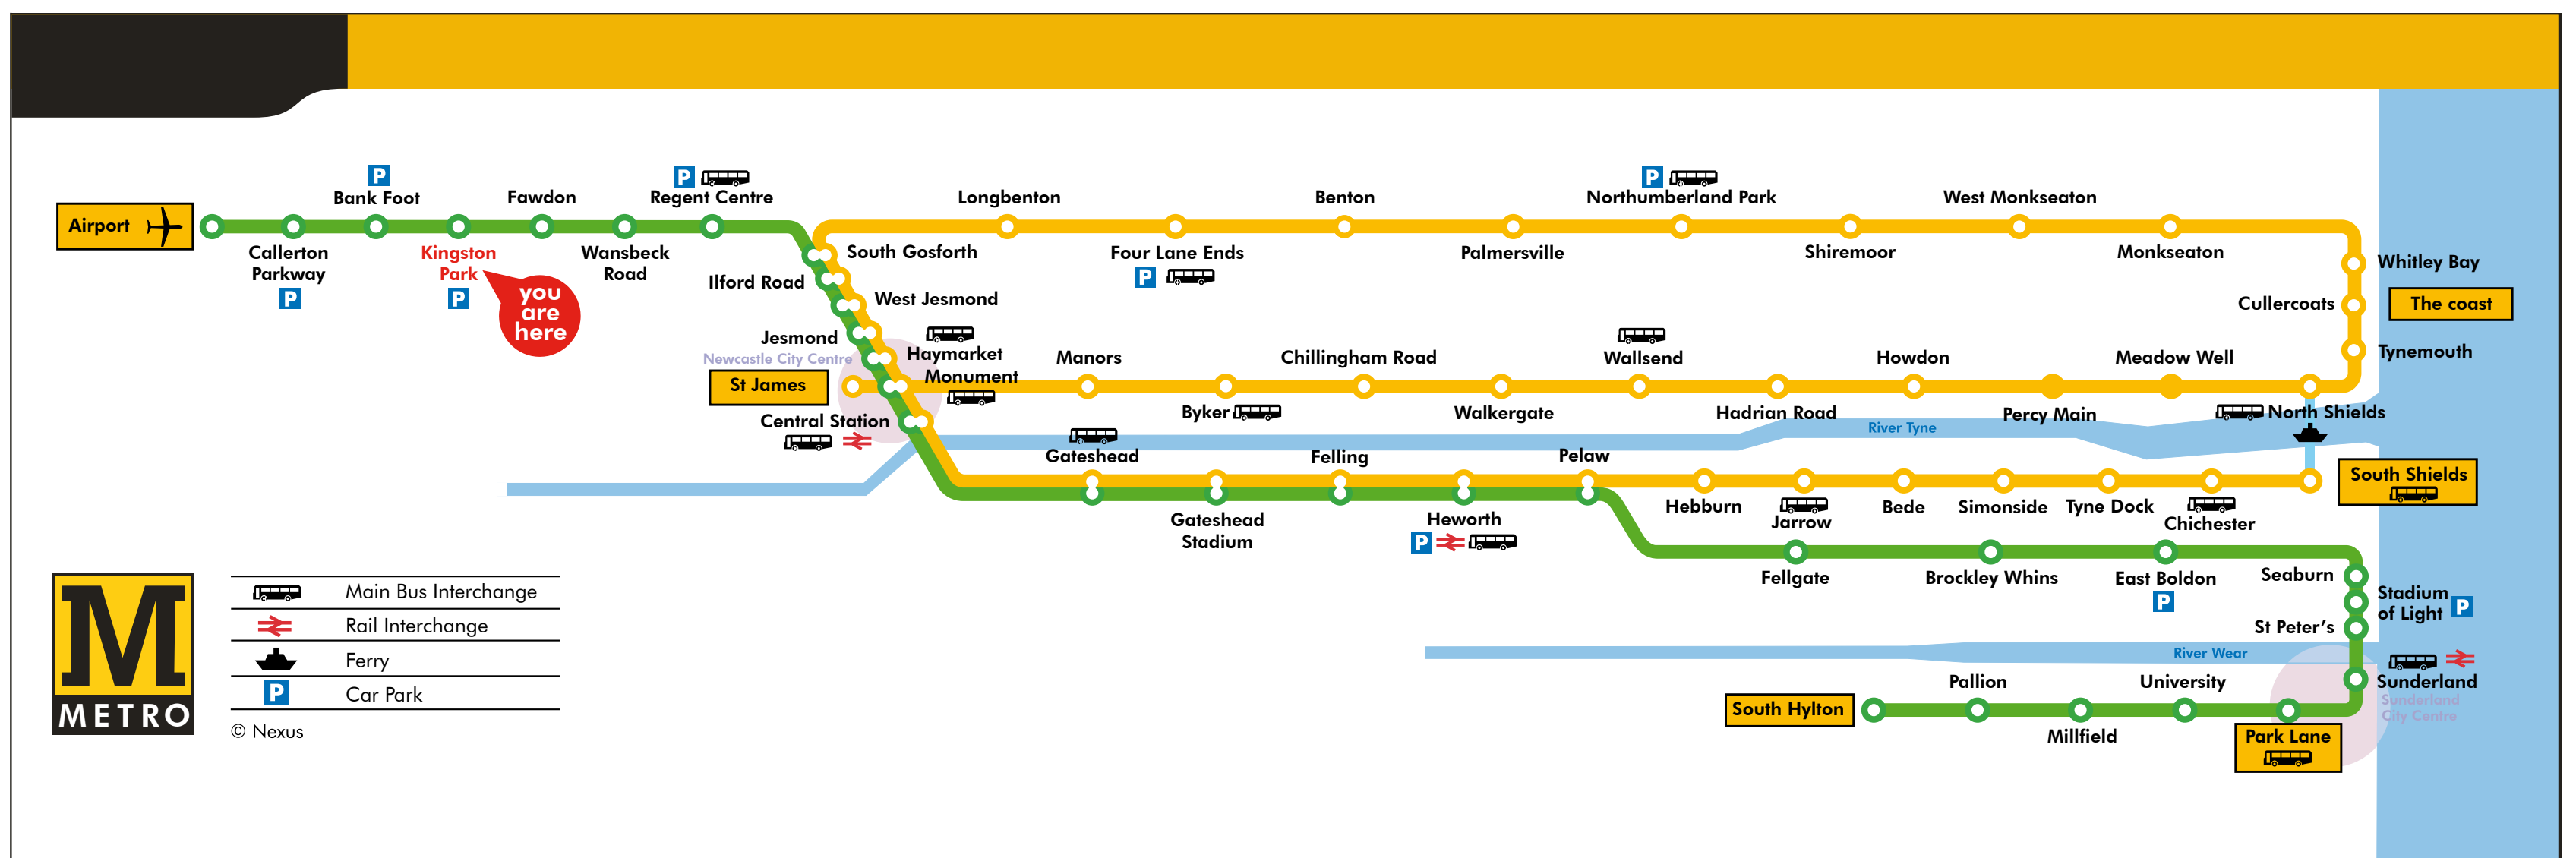 Airport
Callerton
Parkway
P
P
Bank Foot
Kingston
Park
P
you
are
here
Fawdon
Wansbeck
Road
P
Regent Centre
South Gosforth
Ilford Road
West Jesmond
Jesmond
Newcastle City Centre
Haymarket
Monument
St James
Central Station
Longbenton
Four Lane Ends
P
Benton
Palmersville
P
Northumberland Park
Shiremoor
West Monkseaton
Monkseaton
Whitley Bay
Cullercoats
The coast
Tynemouth
Manors
Byker
Chillingham Road
Walkergate
Wallsend
Hadrian Road
Howdon
Percy Main
Meadow Well
North Shields
River Tyne
Gateshead
Gateshead
Stadium
Felling
Heworth
P
Pelaw
Hebburn
Jarrow
Bede
Simonside
Tyne Dock
Chichester
South Shields
Fellgate
Brockley Whins
East Boldon
P
Seaburn
Stadium
of Light P
St Peter's
River Wear
Sunderland
Sunderland
City Centre
Park Lane
University
Millfield
Pallion
South Hylton
M
METRO
Main Bus Interchange
Rail Interchange
Ferry
P Car Park
© Nexus